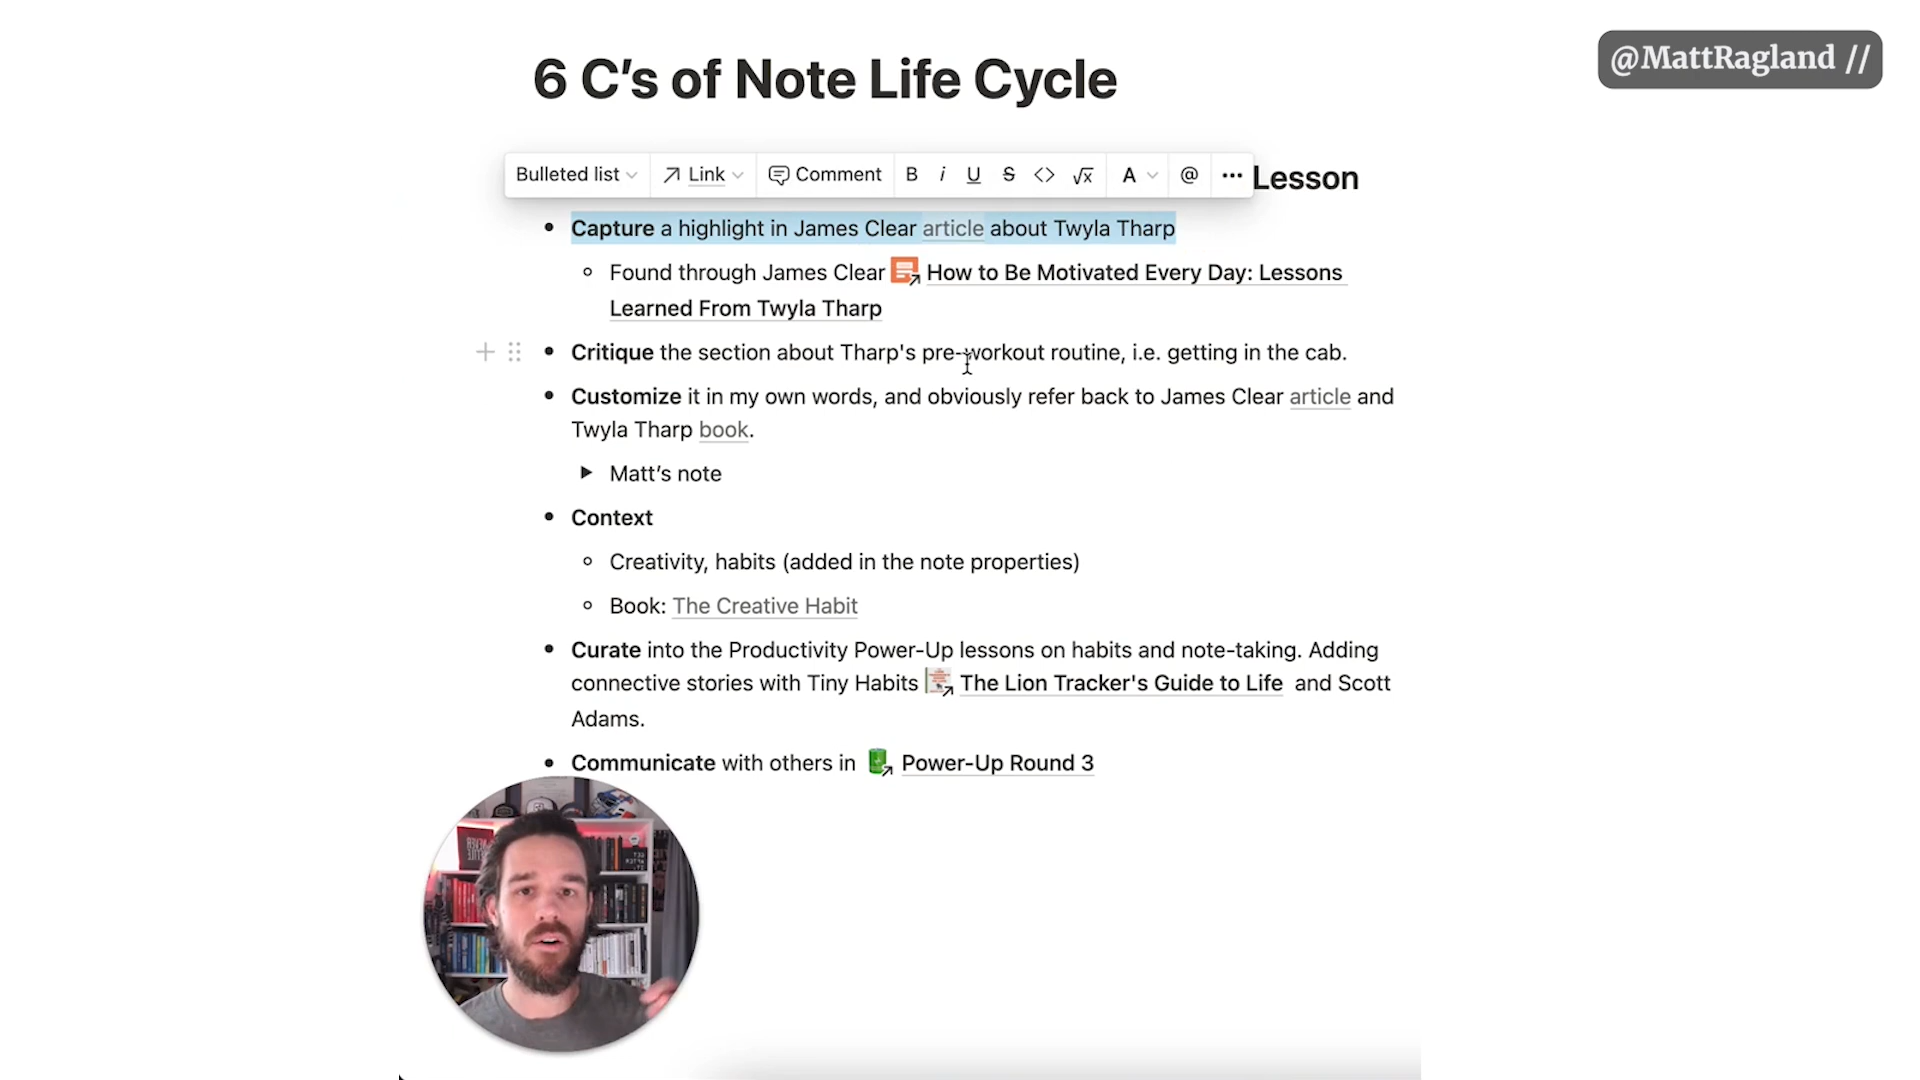 @MattRagland //
6 C's of Note Life Cycle
Bulleted list Link Comment B i U S <> √x A @ ••• Lesson
• Capture a highlight in James Clear article about Twyla Tharp
Found through James Clear How to Be Motivated Every Day: Lessons
Learned From Twyla Tharp
• Critique the section about Tharp's pre-workout routine, i.e. getting in the cab.
• Customize it in my own words, and obviously refer back to James Clear article and
Twyla Tharp book.
Matt's note
• Context
Creativity, habits (added in the note properties)
Book: The Creative Habit
• Curate into the Productivity Power-Up lessons on habits and note-taking. Adding
connective stories with Tiny Habits The Lion Tracker's Guide to Life and Scott
Adams.
• Communicate with others in Power-Up Round 3